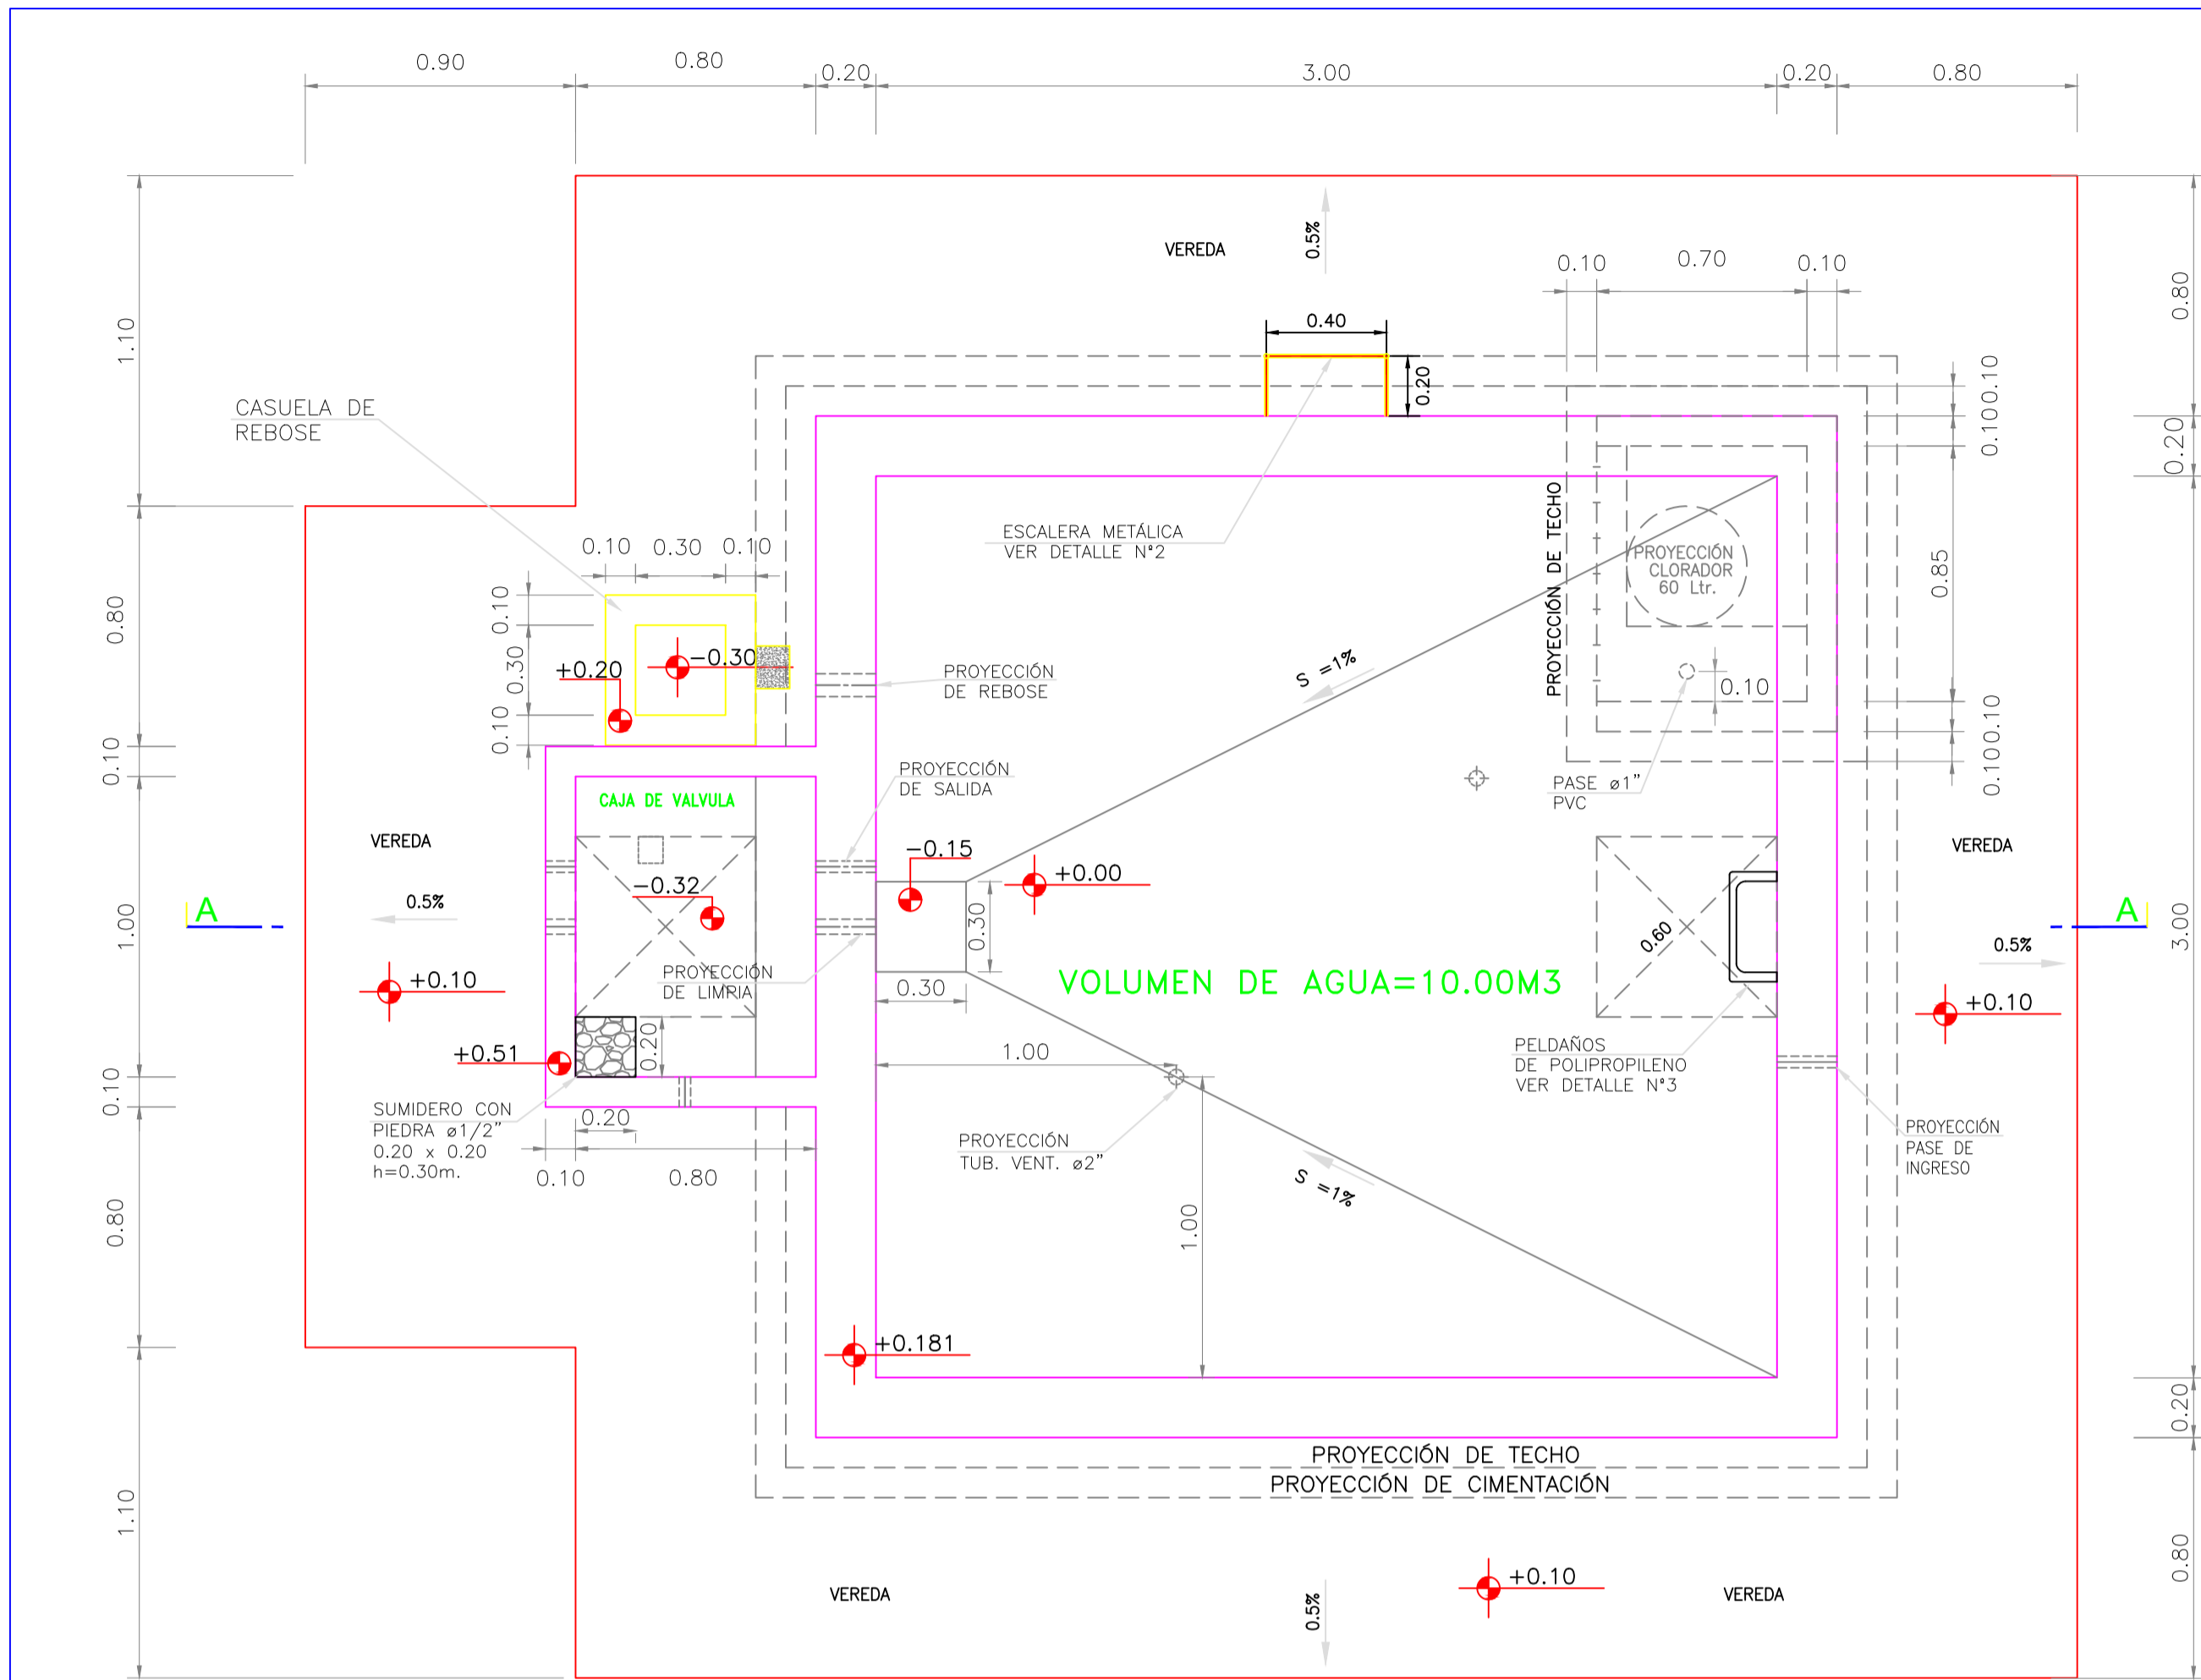 0.90
0.80
0.20
3.00
0.20
0.80
VEREDA
0.5%
0.10
0.70
0.10
0.80
1.10
0.40
0.20
0.10
0.10
0.20
CASUELA DE
REBOSE
ESCALERA METÁLICA
VER DETALLE N°2
PROYECCIÓN DE TECHO
PROYECCIÓN
CLORADOR
60 Ltr.
0.85
0.10
0.30
0.10
0.80
0.10
0.30
0.10
+0.20
-0.30
PROYECCIÓN
DE REBOSE
S =1%
0.10
0.10
0.10
0.10
PROYECCIÓN
DE SALIDA
PASE ø1"
PVC
CAJA DE VALVULA
VEREDA
VEREDA
-0.15
+0.00
-0.32
0.5%
A
A
1.00
0.30
0.60
3.00
0.5%
PROYECCIÓN
DE LIMRIA
0.30
VOLUMEN DE AGUA=10.00M3
+0.10
+0.10
+0.51
0.20
1.00
PELDAÑOS
DE POLIPROPILENO
VER DETALLE N°3
0.10
SUMIDERO CON
PIEDRA ø1/2"
0.20 x 0.20
h=0.30m.
0.20
0.10
0.80
PROYECCIÓN
TUB. VENT. ø2"
PROYECCIÓN
PASE DE
INGRESO
S =1%
0.80
1.00
+0.181
0.20
PROYECCIÓN DE TECHO
PROYECCIÓN DE CIMENTACIÓN
1.10
0.80
+0.10
VEREDA
0.5%
VEREDA